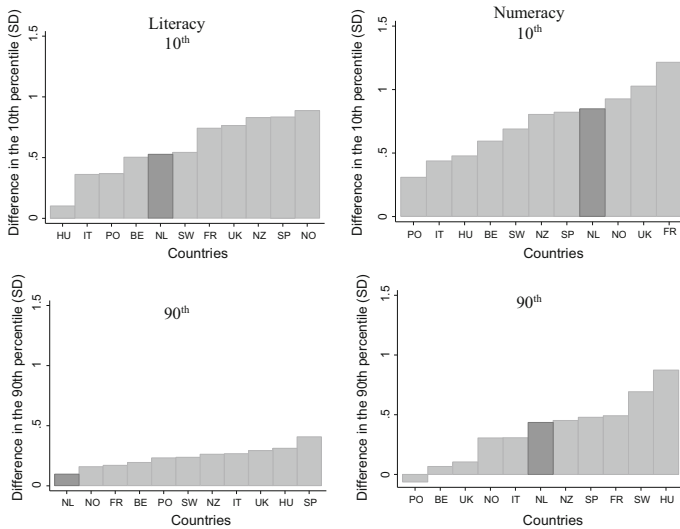 Literacy
10th
Difference in the 10th percentile (SD)
1.5
1
.5
0
HU IT PO BE NL SW FR UK NZ SP NO
Countries
Numeracy
10th
Difference in the 10th percentile (SD)
1.5
1
.5
0
PO IT HU BE SW NZ SP NL NO UK FR
Countries
90th
Difference in the 90th percentile (SD)
1.5
1
.5
0
NL NO FR BE PO SW NZ IT UK HU SP
Countries
90th
Difference in the 90th percentile (SD)
1.5
1
.5
0
PO BE UK NO IT NL NZ SP FR SW HU
Countries